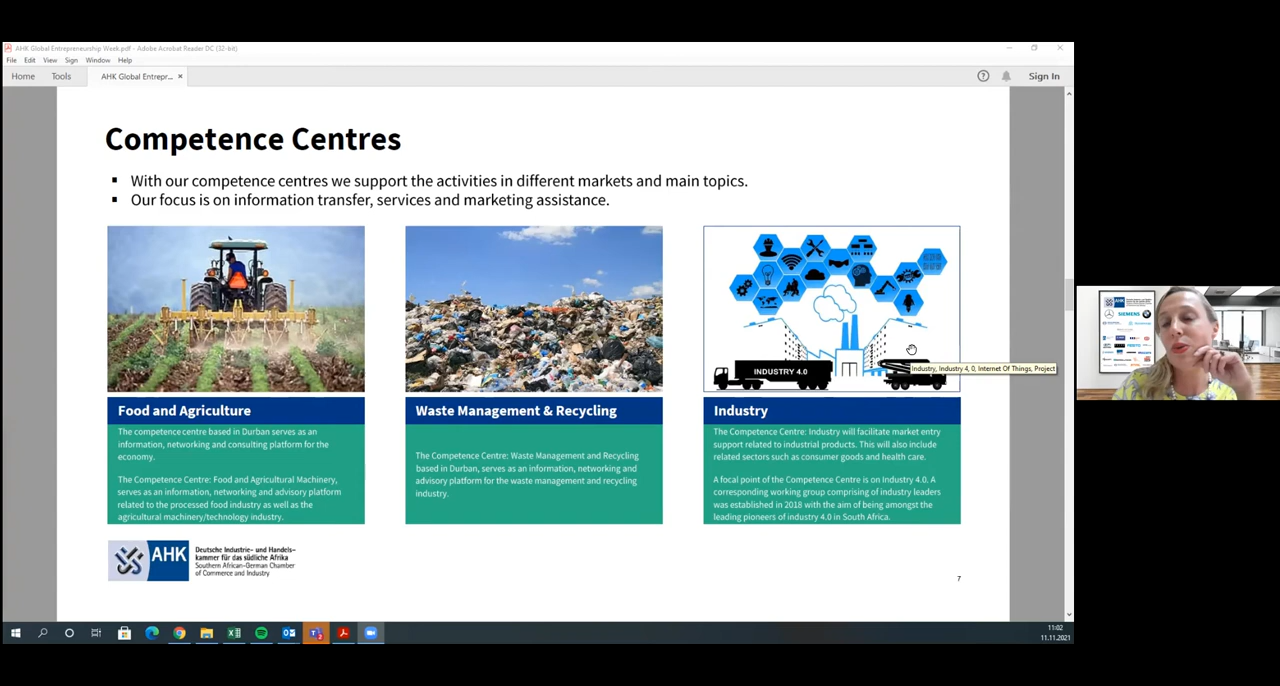 AHK Global Entrepreneurship Week.pdf - Adobe Acrobat Reader DC (32-bit)
File Edit View Sign Window Help
Home Tools AHK Global Entrepr... × Sign In
Competence Centres
With our competence centres we support the activities in different markets and main topics.
Our focus is on information transfer, services and marketing assistance.
INDUSTRY 4.0
Industry, Industry 4, 0, Internet Of Things, Project
Food and Agriculture
The competence centre based in Durban serves as an
information, networking and consulting platform for the
economy.
The Competence Centre: Food and Agricultural Machinery,
serves as an information, networking and advisory platform
related to the processed food industry as well as the
agricultural machinery/technology industry.
Waste Management & Recycling
The Competence Centre: Waste Management and Recycling
based in Durban, serves as an information, networking and
advisory platform for the waste management and recycling
industry.
Industry
The Competence Centre: Industry will facilitate market entry
support related to industrial products. This will also include
related sectors such as consumer goods and health care.
A focal point of the Competence Centre is on Industry 4.0. A
corresponding working group comprising of industry leaders
was established in 2018 with the aim of being amongst the
leading pioneers of industry 4.0 in South Africa.
AHK
Deutsche Industrie- und Handels-
kammer für das südliche Afrika
Southern African-German Chamber
of Commerce and Industry
7
AHK
SIEMENS
11:02
11.11.2021